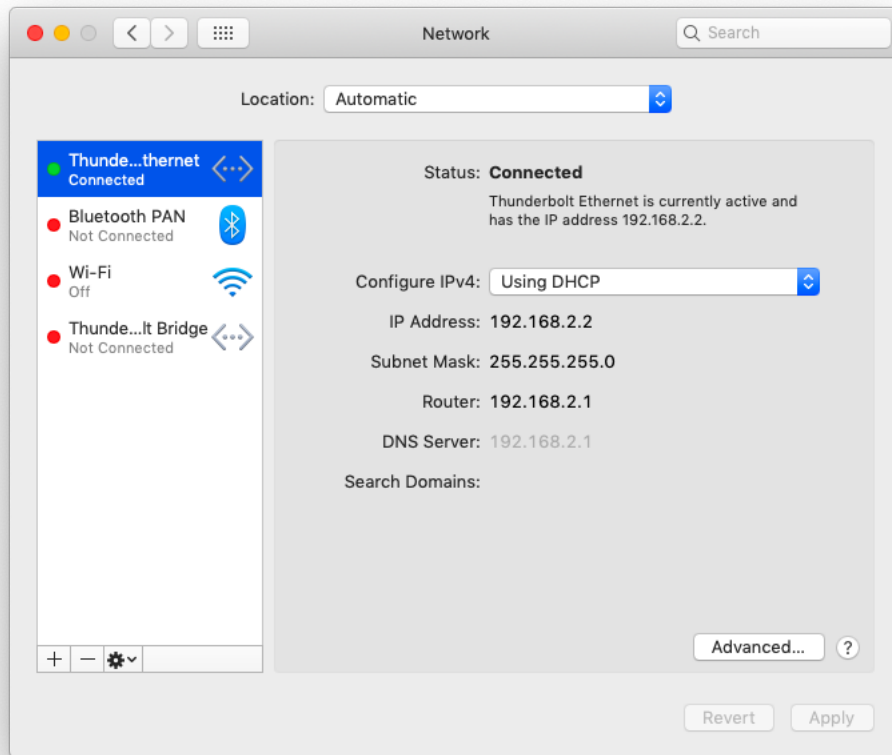 Network
Search
Location: Automatic
Thunde...thernet
Connected
Bluetooth PAN
Not Connected
Wi-Fi
Off
Thunde...lt Bridge
Not Connected
Status: Connected
Thunderbolt Ethernet is currently active and
has the IP address 192.168.2.2.
Configure IPv4: Using DHCP
IP Address: 192.168.2.2
Subnet Mask: 255.255.255.0
Router: 192.168.2.1
DNS Server: 192.168.2.1
Search Domains:
Advanced... ?
Revert Apply